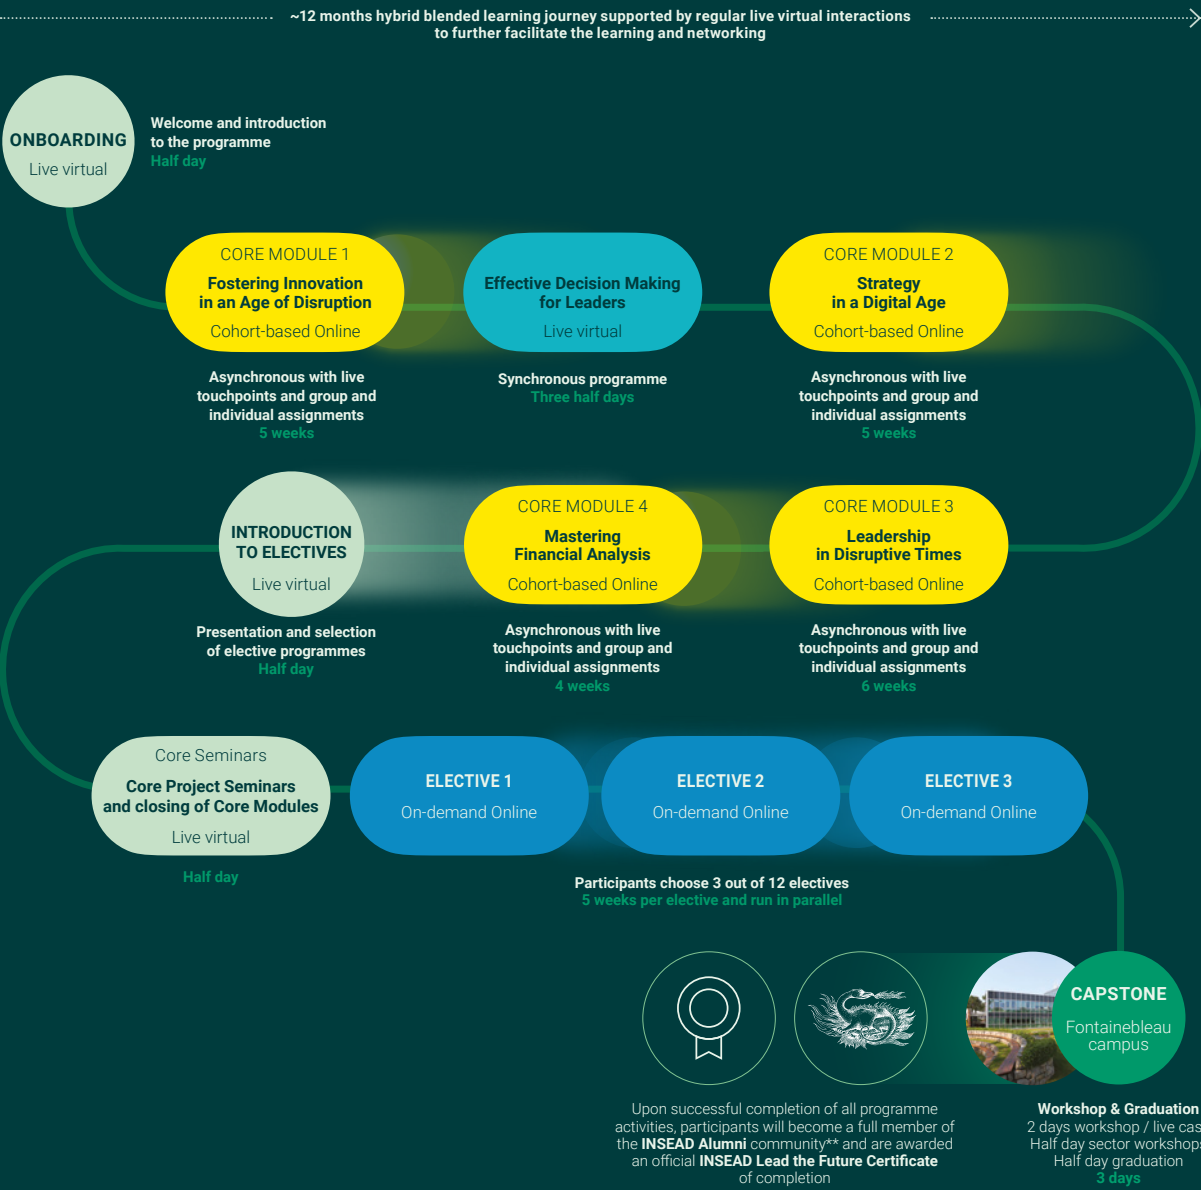 ~12 months hybrid blended learning journey supported by regular live virtual interactions
to further facilitate the learning and networking
ONBOARDING
Live virtual
Welcome and introduction
to the programme
Half day
CORE MODULE 1
Fostering Innovation
in an Age of Disruption
Cohort-based Online
Asynchronous with live
touchpoints and group and
individual assignments
5 weeks
Effective Decision Making
for Leaders
Live virtual
Synchronous programme
Three half days
CORE MODULE 2
Strategy
in a Digital Age
Cohort-based Online
Asynchronous with live
touchpoints and group and
individual assignments
5 weeks
CORE MODULE 3
Leadership
in Disruptive Times
Cohort-based Online
Asynchronous with live
touchpoints and group and
individual assignments
6 weeks
CORE MODULE 4
Mastering
Financial Analysis
Cohort-based Online
Asynchronous with live
touchpoints and group and
individual assignments
4 weeks
INTRODUCTION
TO ELECTIVES
Live virtual
Presentation and selection
of elective programmes
Half day
Core Seminars
Core Project Seminars
and closing of Core Modules
Live virtual
Half day
ELECTIVE 1
On-demand Online
ELECTIVE 2
On-demand Online
ELECTIVE 3
On-demand Online
Participants choose 3 out of 12 electives
5 weeks per elective and run in parallel
CAPSTONE
Fontainebleau
campus
Workshop & Graduation
2 days workshop / live cas
Half day sector workshops
Half day graduation
3 days
Upon successful completion of all programme
activities, participants will become a full member of
the INSEAD Alumni community** and are awarded
an official INSEAD Lead the Future Certificate
of completion